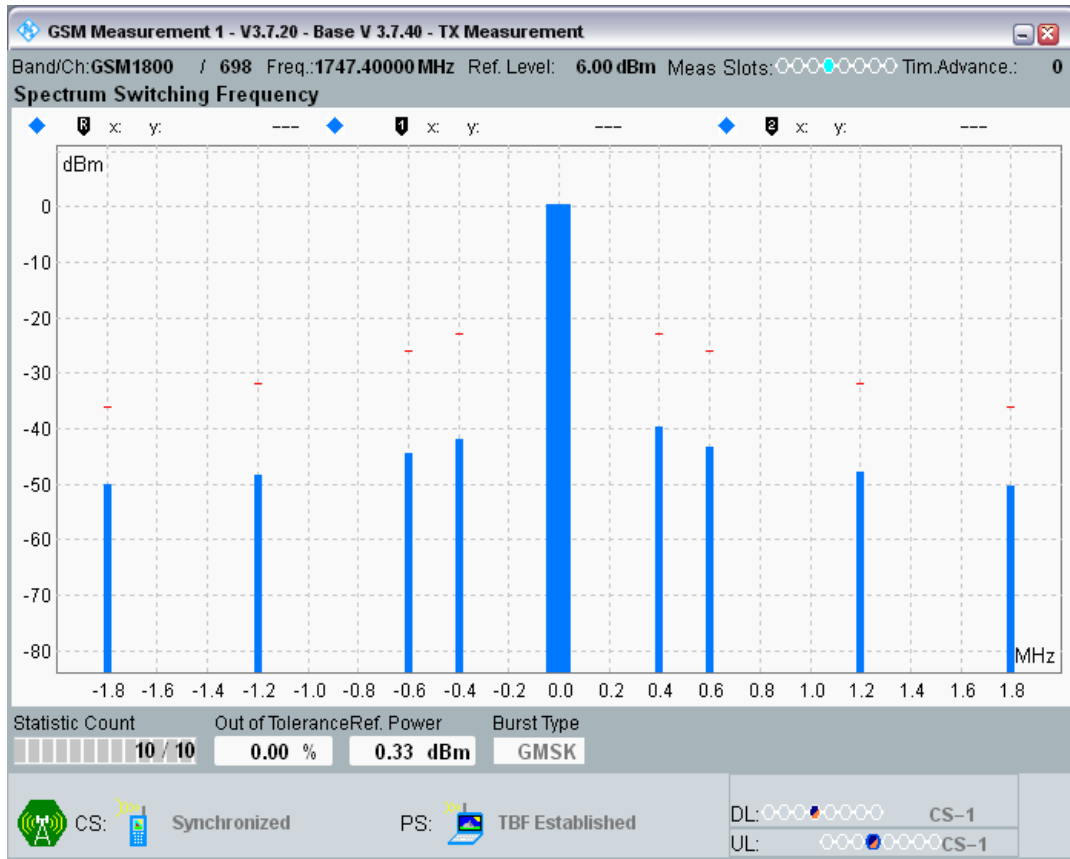 GSM Measurement 1 - V3.7.20 - Base V 3.7.40 - TX Measurement
Band/Ch:GSM1800 / 698 Freq.:1747.40000 MHz Ref. Level: 6.00 dBm Meas Slots: Tim.Advance.: 0
Spectrum Switching Frequency
R x: y: --- 1 x: y: --- 2 x: y: ---
dBm
0
-10
-20
-30
-40
-50
-60
-70
-80
MHz
-1.8 -1.6 -1.4 -1.2 -1.0 -0.8 -0.6 -0.4 -0.2 0.0 0.2 0.4 0.6 0.8 1.0 1.2 1.4 1.6 1.8
Statistic Count Out of Tolerance Ref. Power Burst Type
10 / 10 0.00 % 0.33 dBm GMSK
CS: Synchronized PS: TBF Established DL: CS-1
UL: CS-1